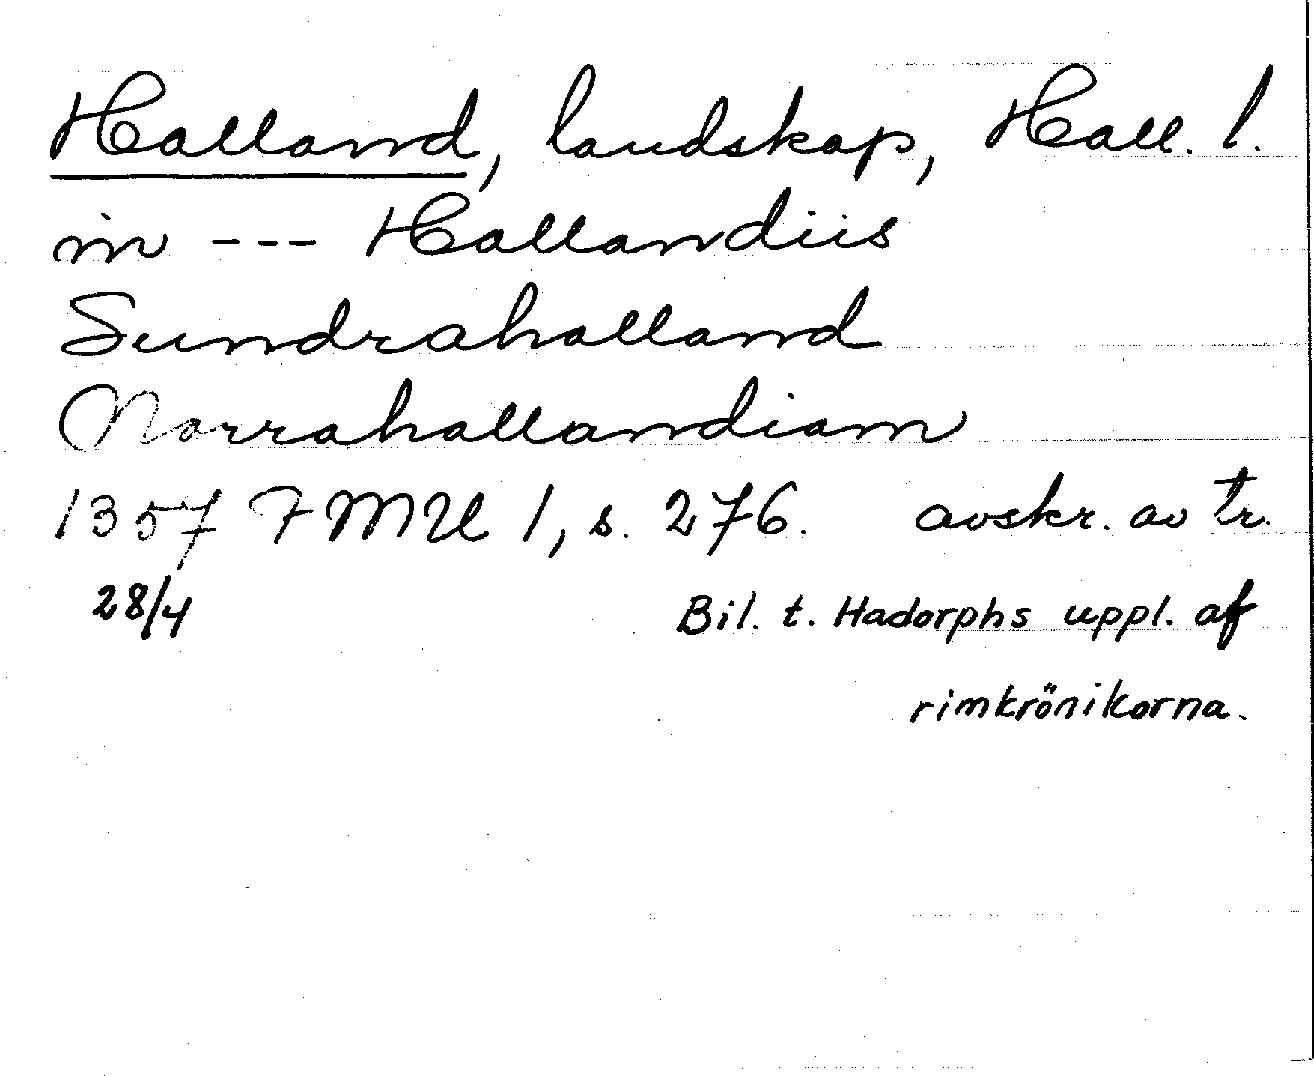 Halland, landskap, Hall. l.
in --- Hallandiis
Sundrahalland
Norrahallandiam
1357 FMU 1, s. 276. avskr. av tr.
28/4 Bil. t. Hadorphs uppl. af
rimkrönikorna.